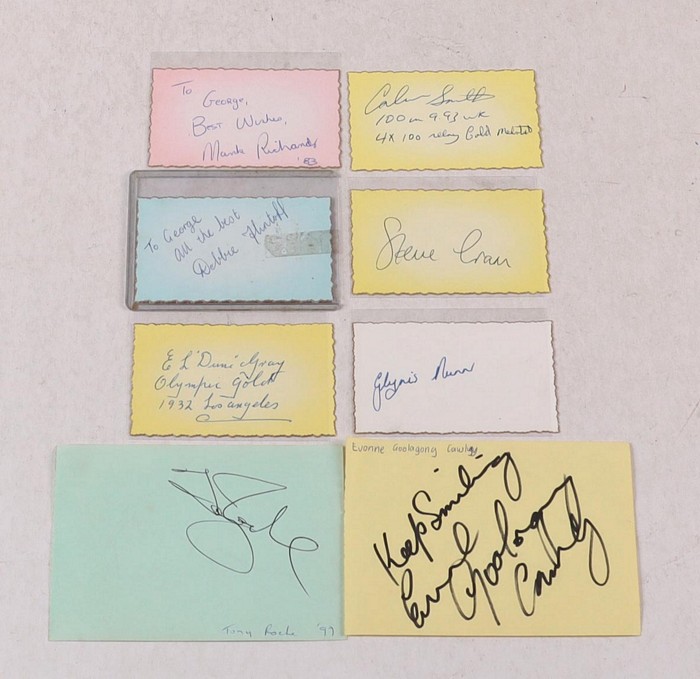 To
George,
Best Wishes,
'83
Calvin Smith
100m 9.93 WR
4x100 relay Gold Medalist
To George
All the best
Debbie Flintoff
Steve Cram
E L "Dunc" Gray
Olympic Gold
1932 Los angeles
Glynis Nunn
Tony Roche '97
Evonne Goolagong Cawley
Keep Smiling
Evonne
Goolagong
Cawley